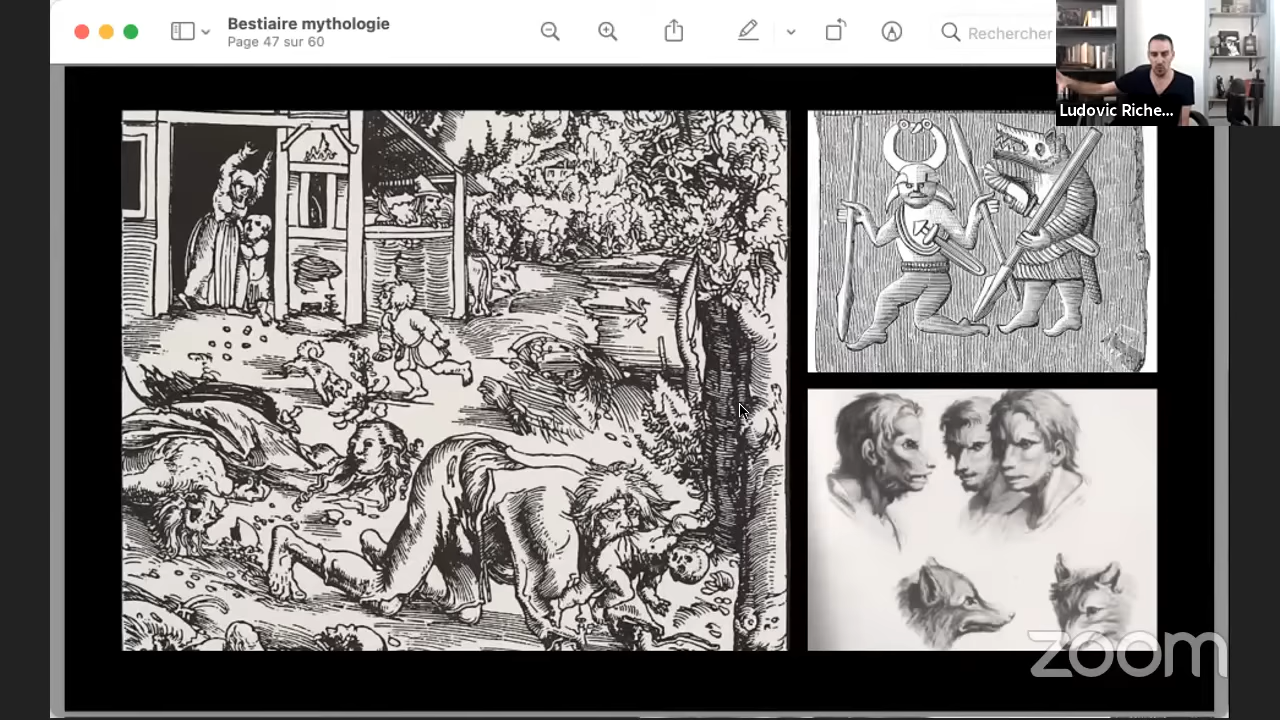 Bestiaire mythologie
Page 47 sur 60
Rechercher
Ludovic Riche...
zoom